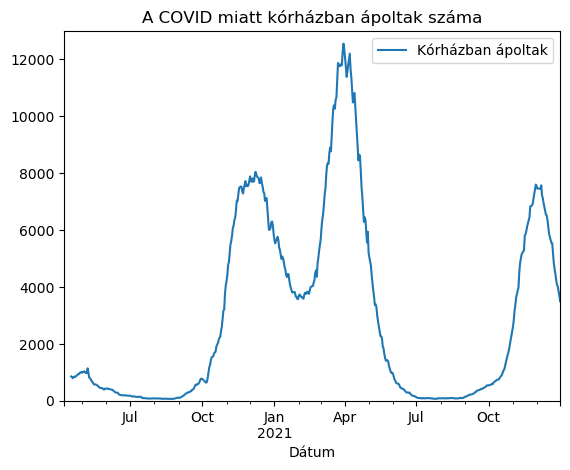 A COVID miatt kórházban ápoltak száma
Kórházban ápoltak
12000
10000
8000
6000
4000
2000
0
Jul
Oct
Jan
2021
Apr
Jul
Oct
Dátum